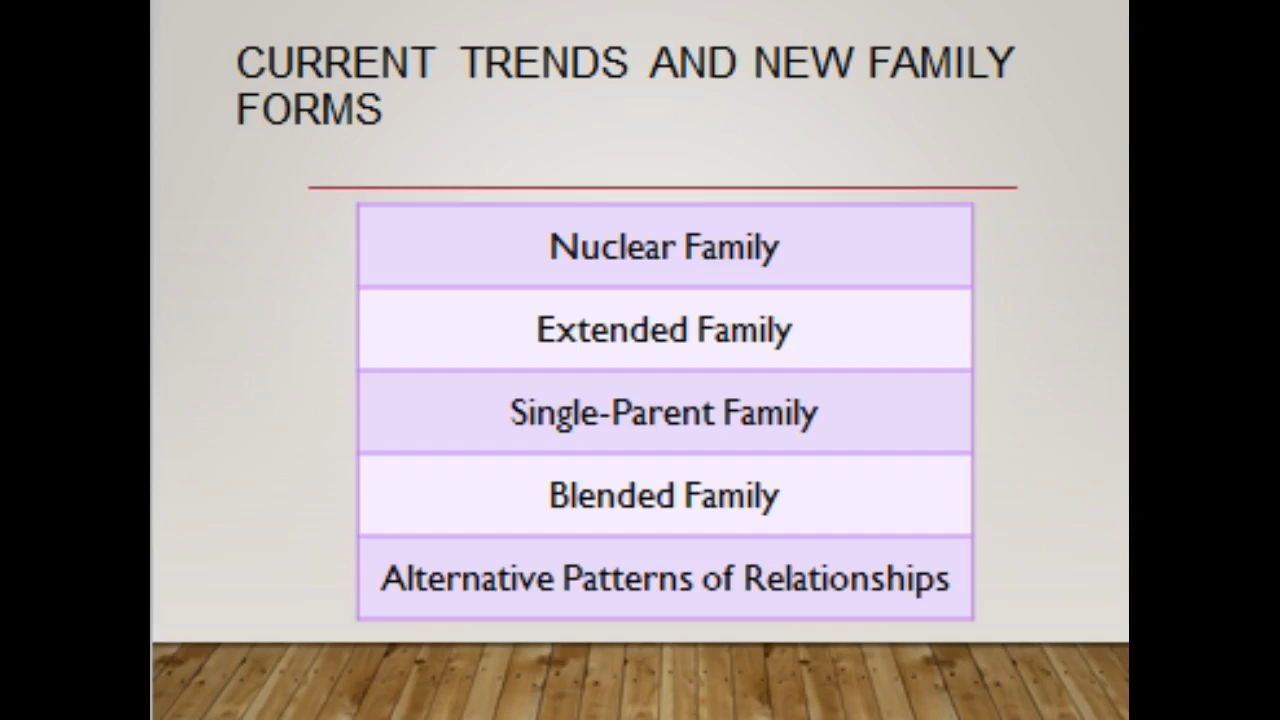 CURRENT TRENDS AND NEW FAMILY
FORMS
Nuclear Family
Extended Family
Single-Parent Family
Blended Family
Alternative Patterns of Relationships